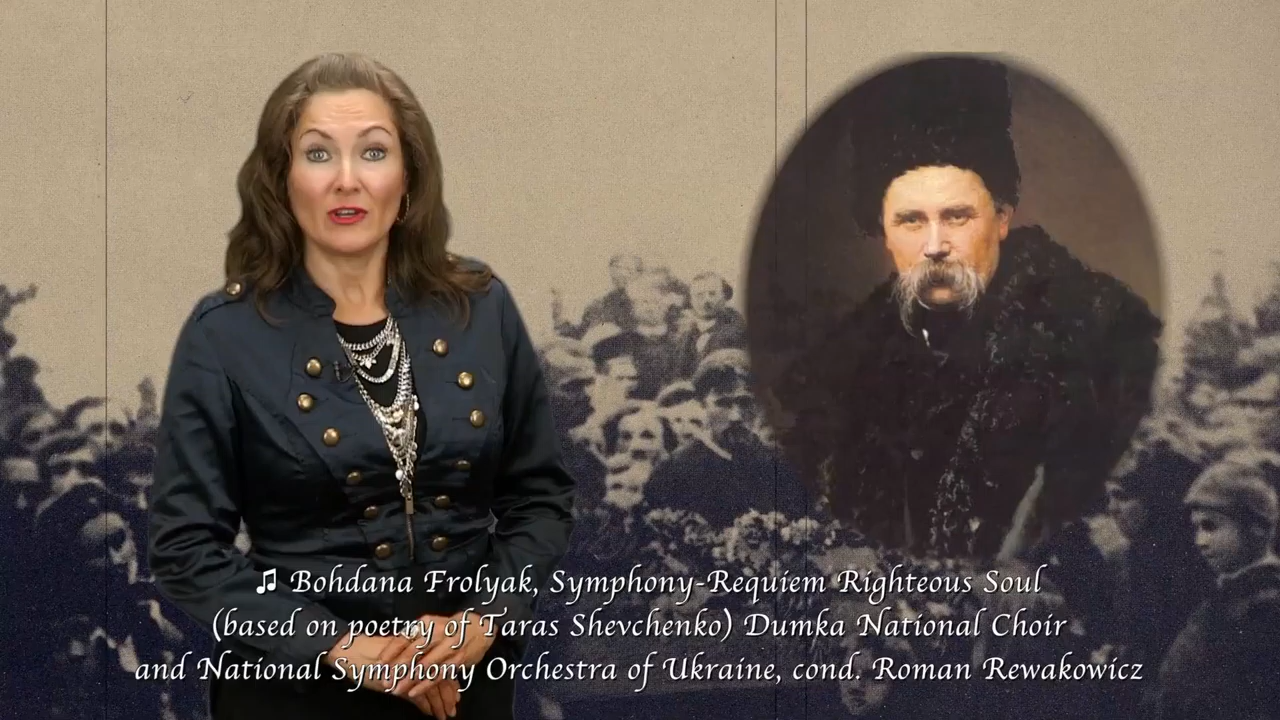 ♫ Bohdana Frolyak, Symphony-Requiem Righteous Soul
(based on poetry of Taras Shevchenko) Dumka National Choir
and National Symphony Orchestra of Ukraine, cond. Roman Rewakowicz